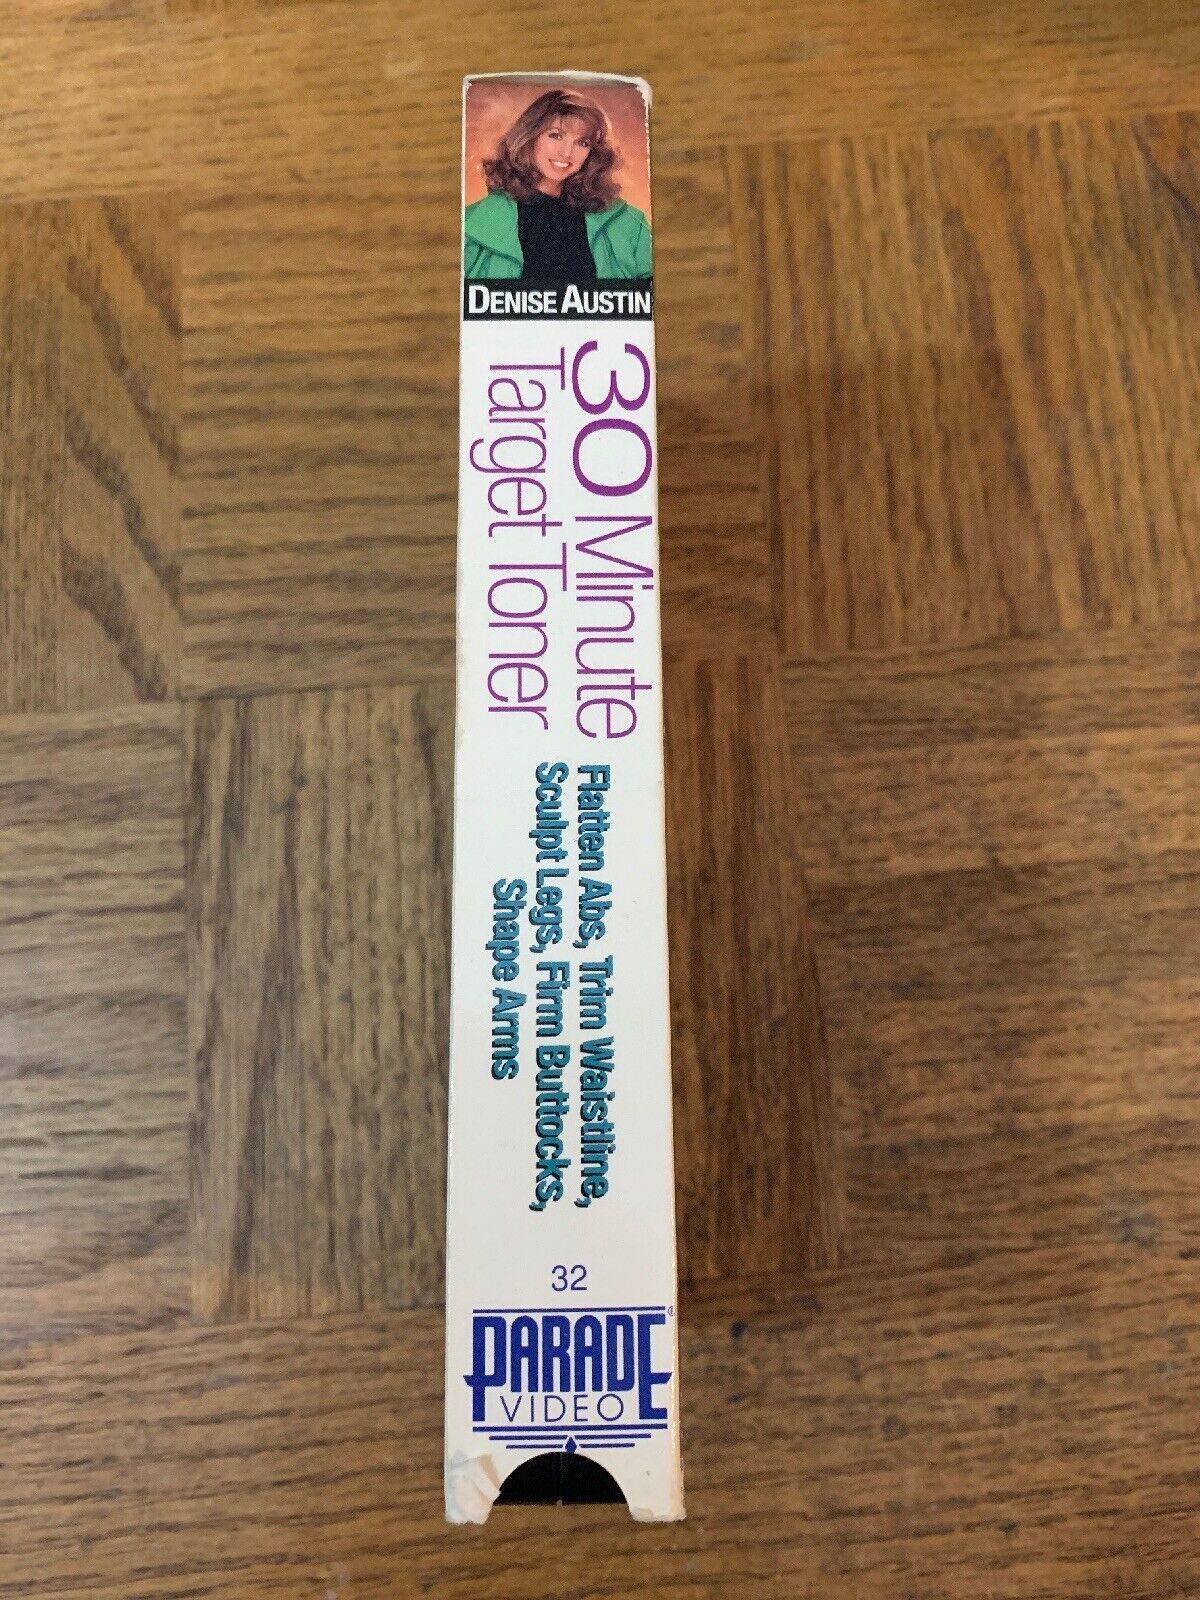 DENISE AUSTIN
30 Minute
Target Toner
Flatten Abs, Trim Waistline,
Sculpt Legs, Firm Buttocks,
Shape Arms
32
PARADE®
VIDEO